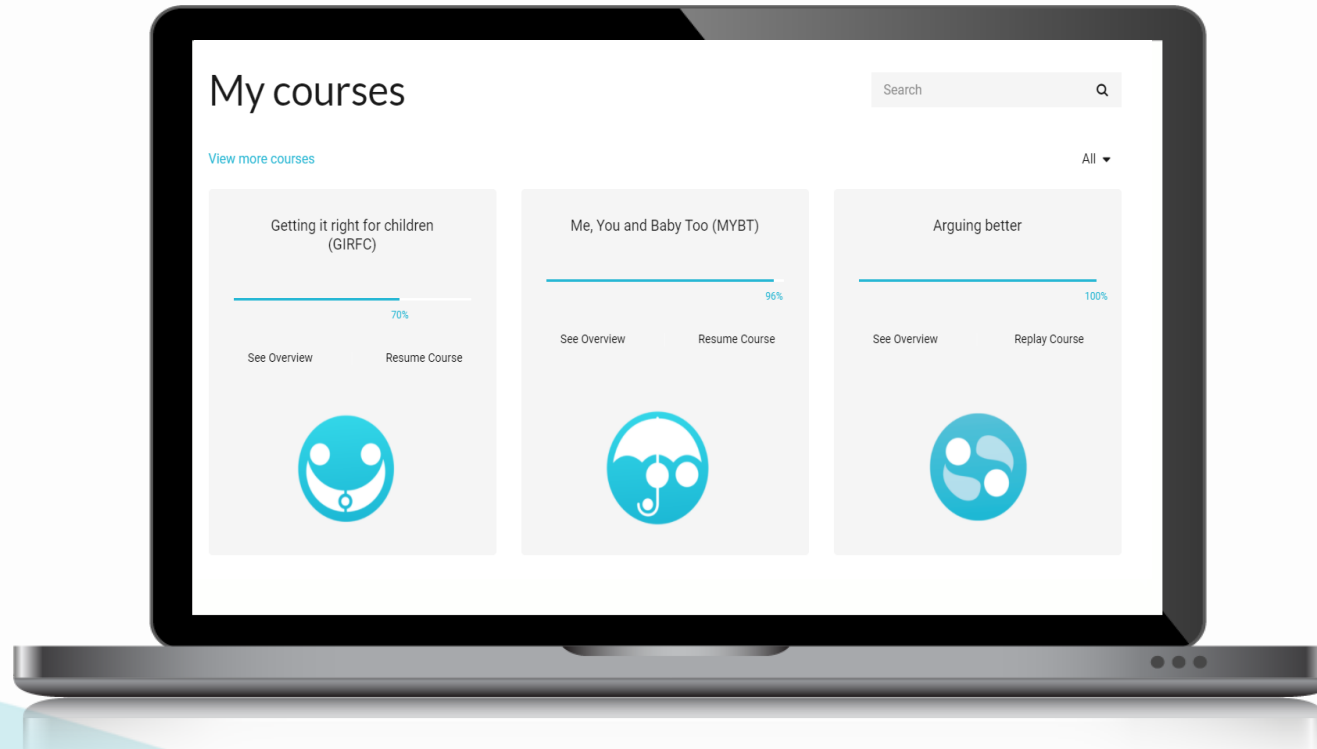 My courses
Search
View more courses
All
Getting it right for children
(GIRFC)
70%
See Overview
Resume Course
Me, You and Baby Too (MYBT)
96%
See Overview
Resume Course
Arguing better
100%
See Overview
Replay Course